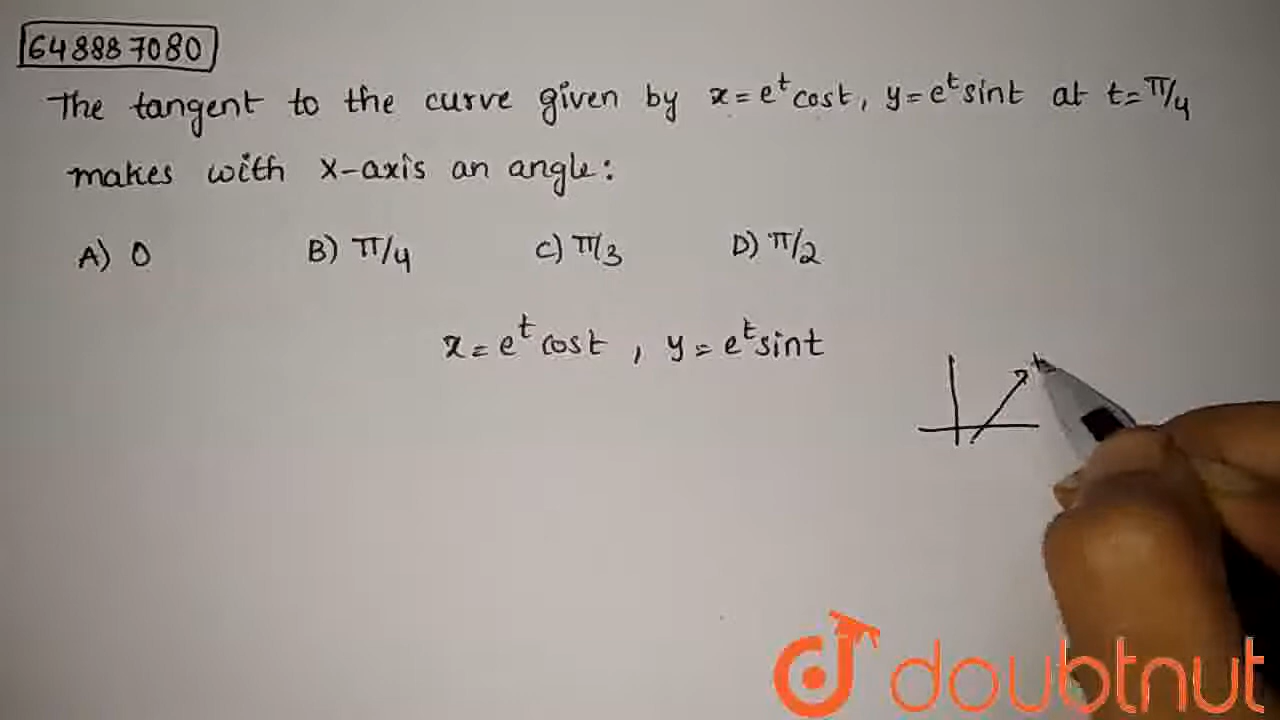 648887080
The tangent to the curve given by x=e^t cost, y=e^t sint at t=π/4
makes with x-axis an angle:
A) 0 B) π/4 C) π/3 D) π/2
x=e^t cost , y=e^t sint
doubtnut